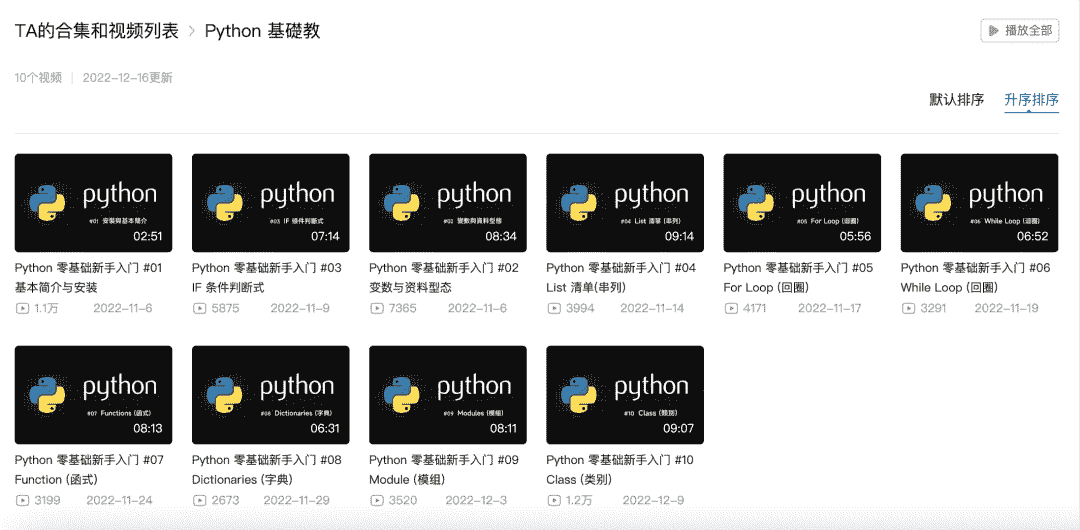 TA的合集和视频列表 > Python 基礎教
播放全部
10个视频 | 2022-12-16更新
默认排序 升序排序
python
#01 安裝與基本簡介
02:51
Python 零基础新手入门 #01
基本简介与安装
1.1万 2022-11-6
python
#03 IF 条件判斷式
07:14
Python 零基础新手入门 #03
IF 条件判断式
5875 2022-11-9
python
#02 變數與資料型態
08:34
Python 零基础新手入门 #02
变数与资料型态
7365 2022-11-6
python
#04 List 清單 (串列)
09:14
Python 零基础新手入门 #04
List 清单(串列)
3994 2022-11-14
python
#05 For Loop (迴圈)
05:56
Python 零基础新手入门 #05
For Loop (回圈)
4171 2022-11-17
python
#06 While Loop (迴圈)
06:52
Python 零基础新手入门 #06
While Loop (回圈)
3291 2022-11-19
python
#07 Functions (函式)
08:13
Python 零基础新手入门 #07
Function (函式)
3199 2022-11-24
python
#08 Dictionaries (字典)
06:31
Python 零基础新手入门 #08
Dictionaries (字典)
2673 2022-11-29
python
#09 Modules (模組)
08:11
Python 零基础新手入门 #09
Module (模组)
3520 2022-12-3
python
#10 Class (類別)
09:07
Python 零基础新手入门 #10
Class (类别)
1.2万 2022-12-9